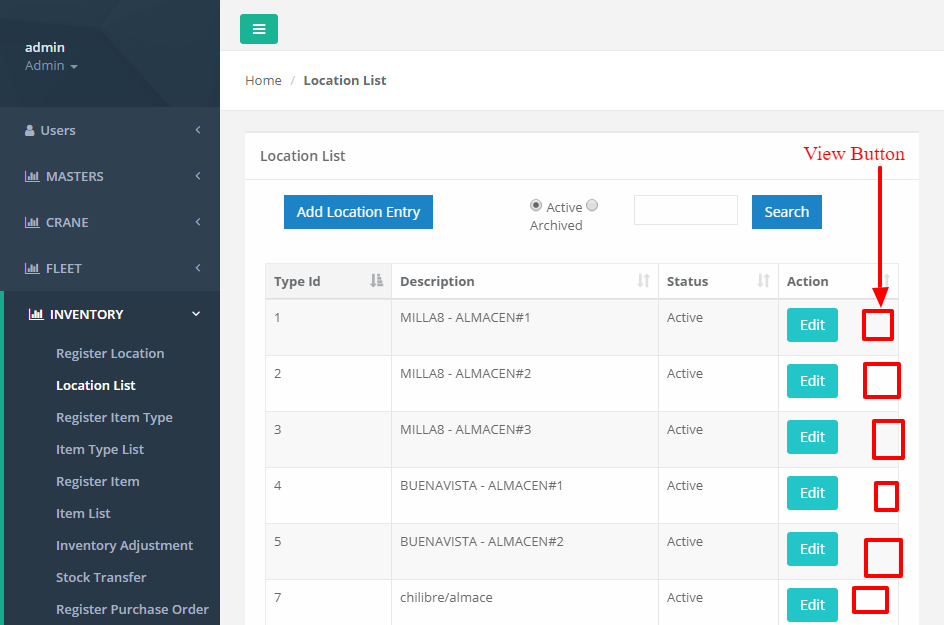 admin
Admin
Users
MASTERS
CRANE
FLEET
INVENTORY
Register Location
Location List
Register Item Type
Item Type List
Register Item
Item List
Inventory Adjustment
Stock Transfer
Register Purchase Order
Home / Location List
Location List
View Button
Add Location Entry
Active
Archived
Search
Type Id Description Status Action
1 MILLA8 - ALMACEN#1 Active Edit
2 MILLA8 - ALMACEN#2 Active Edit
3 MILLA8 - ALMACEN#3 Active Edit
4 BUENAVISTA - ALMACEN#1 Active Edit
5 BUENAVISTA - ALMACEN#2 Active Edit
7 chilibre/almace Active Edit